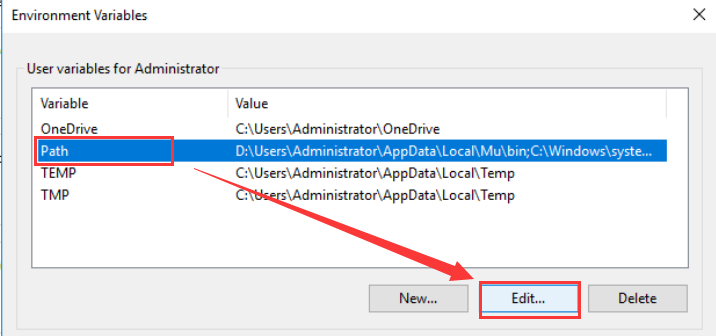 Environment Variables
User variables for Administrator
Variable Value
OneDrive C:\Users\Administrator\OneDrive
Path D:\Users\Administrator\AppData\Local\Mu\bin;C:\Windows\syste...
TEMP C:\Users\Administrator\AppData\Local\Temp
TMP C:\Users\Administrator\AppData\Local\Temp
New... Edit... Delete